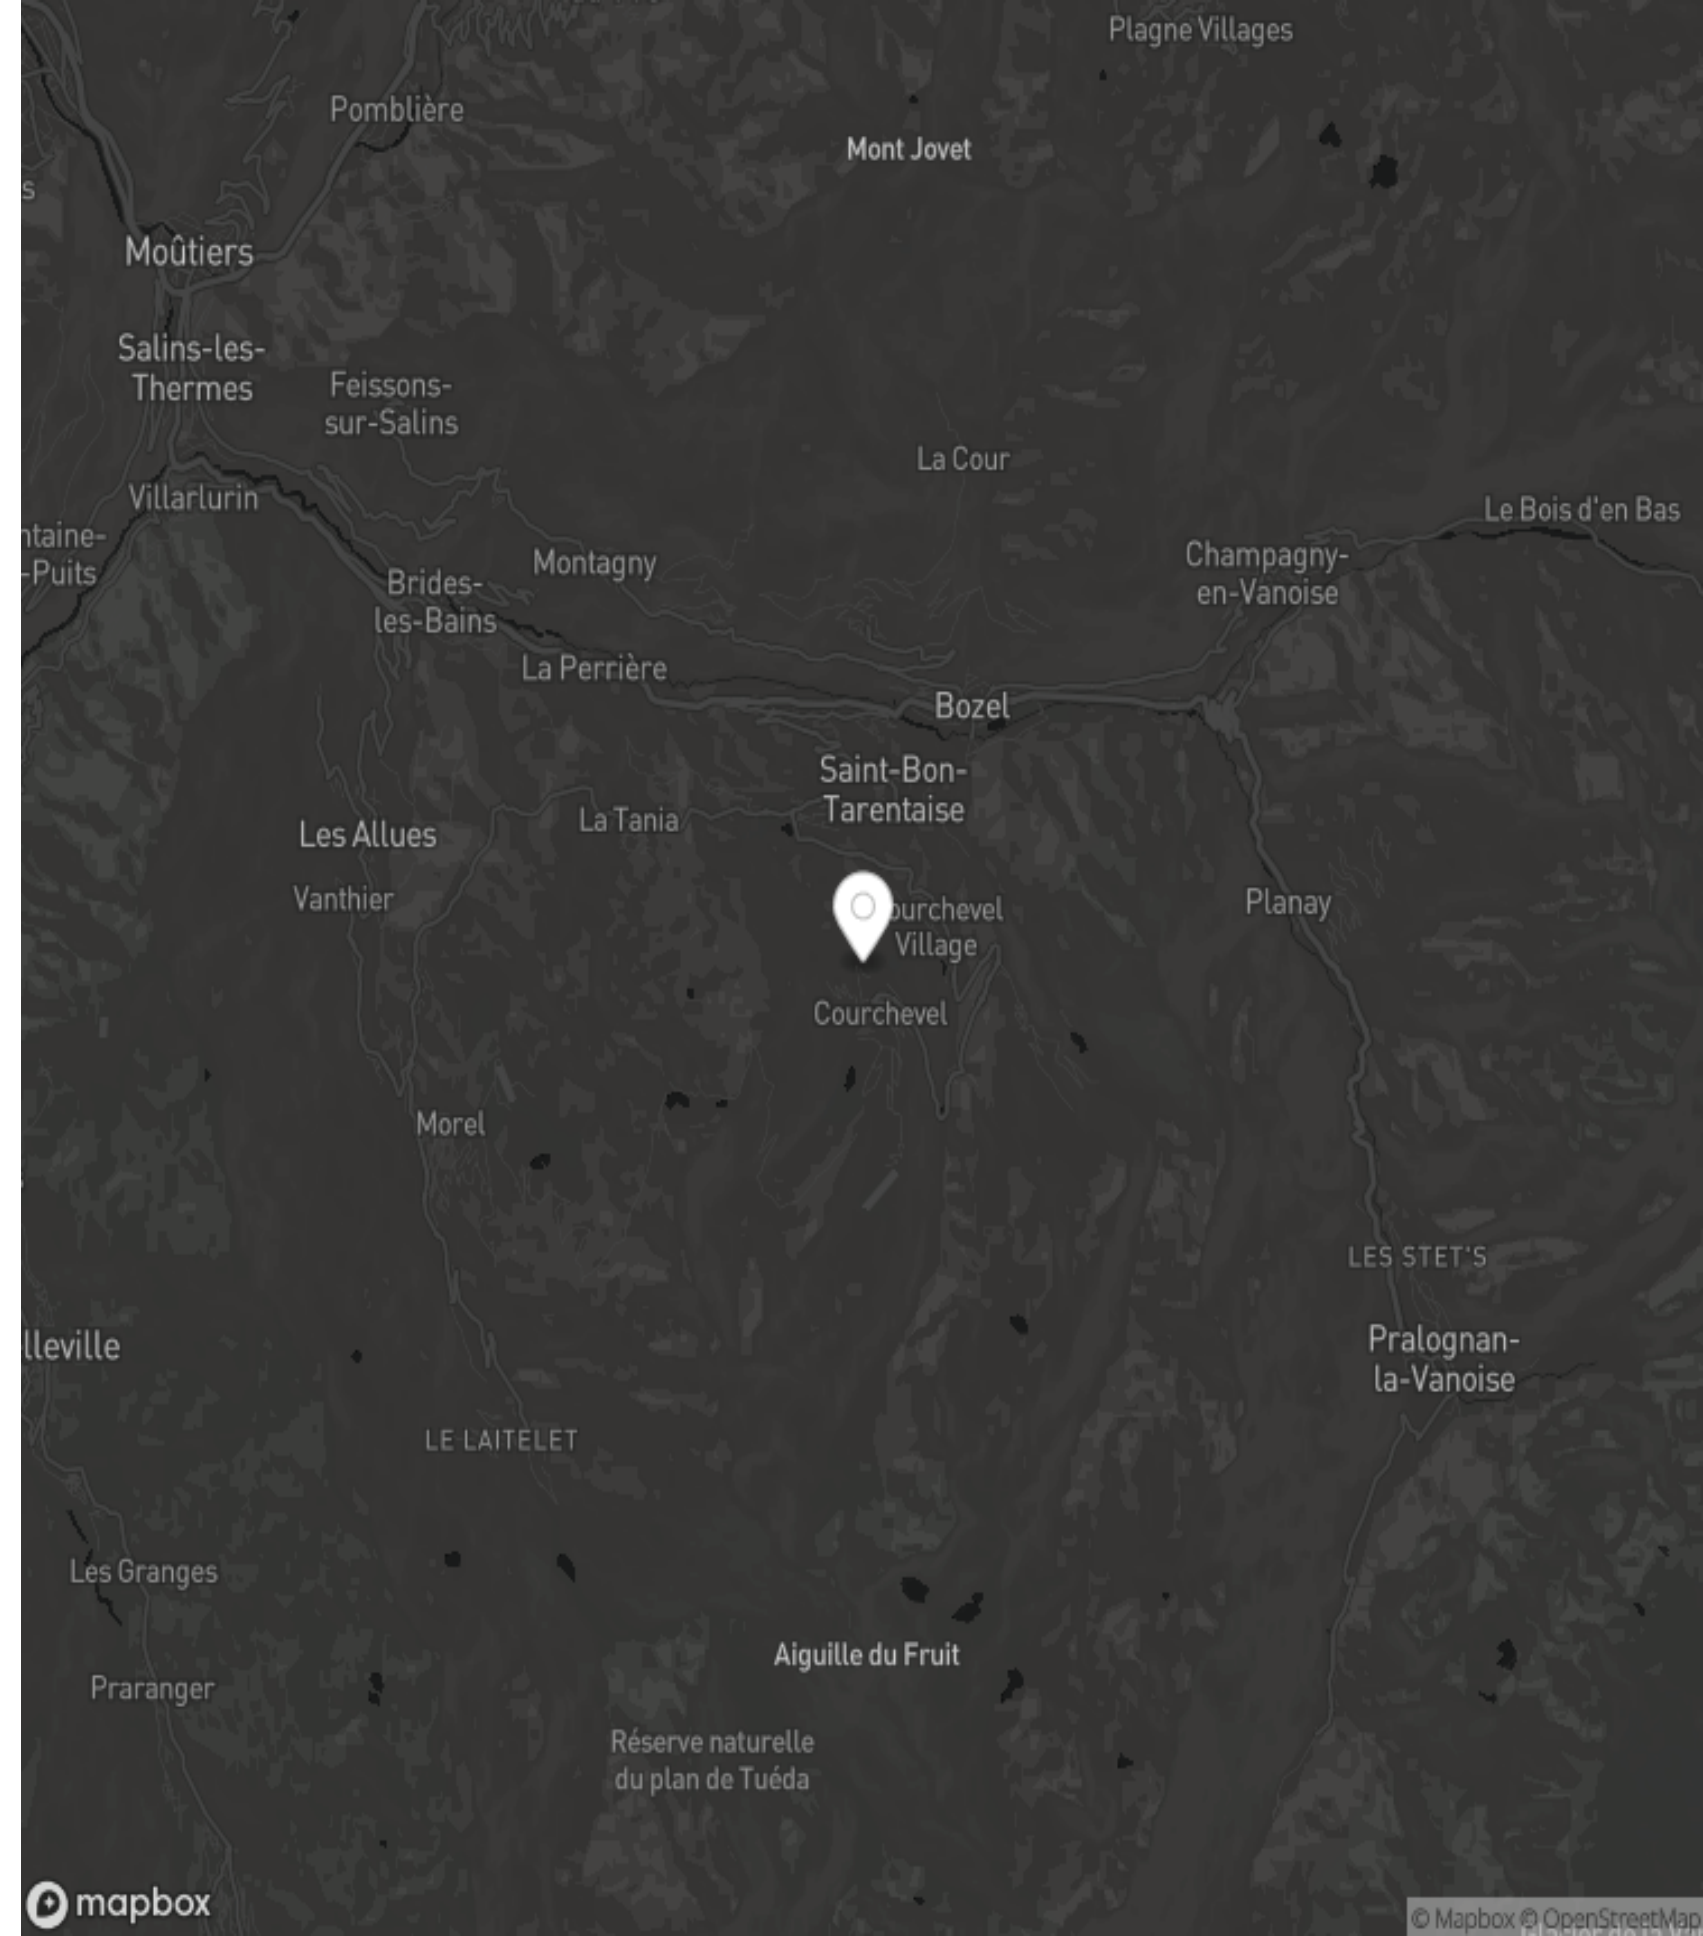 Plagne Villages
Pomblière
Mont Jovet
s
Moûtiers
Salins-les-
Thermes
Feissons-
sur-Salins
La Cour
Villarlurin
Le Bois d'en Bas
ntaine-
-Puits
Champagny-
en-Vanoise
Montagny
Brides-
les-Bains
La Perrière
Bozel
Saint-Bon-
Tarentaise
La Tania
Les Allues
Vanthier
Planay
ourchevel
Village
Courchevel
Morel
LES STET'S
Pralognan-
la-Vanoise
lleville
LE LAITELET
Les Granges
Aiguille du Fruit
Praranger
Réserve naturelle
du plan de Tuéda
mapbox
© Mapbox © OpenStreetMap